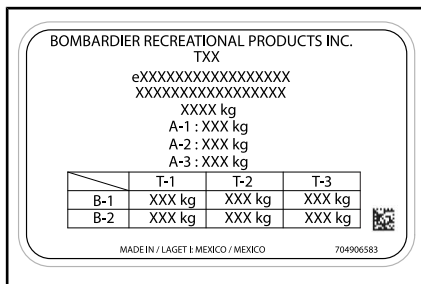 BOMBARDIER RECREATIONAL PRODUCTS INC.
TXX
eXXXXXXXXXXXXXXXXX
XXXXXXXXXXXXXXXXX
XXXX kg
A-1 : XXX kg
A-2 : XXX kg
A-3 : XXX kg
T-1 T-2 T-3
B-1 XXX kg XXX kg XXX kg
B-2 XXX kg XXX kg XXX kg
MADE IN / LAGET I: MEXICO / MEXICO 704906583